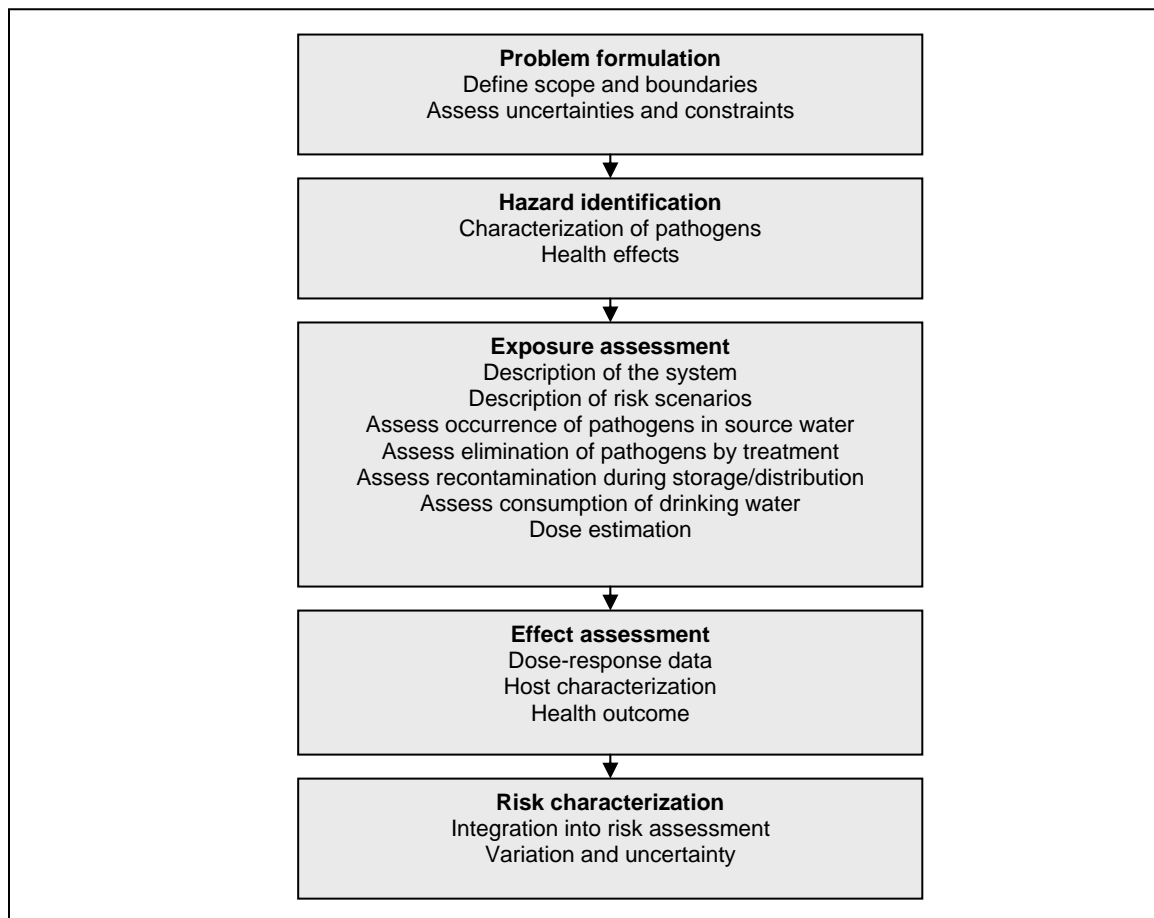 Problem formulation
Define scope and boundaries
Assess uncertainties and constraints
Hazard identification
Characterization of pathogens
Health effects
Exposure assessment
Description of the system
Description of risk scenarios
Assess occurrence of pathogens in source water
Assess elimination of pathogens by treatment
Assess recontamination during storage/distribution
Assess consumption of drinking water
Dose estimation
Effect assessment
Dose-response data
Host characterization
Health outcome
Risk characterization
Integration into risk assessment
Variation and uncertainty